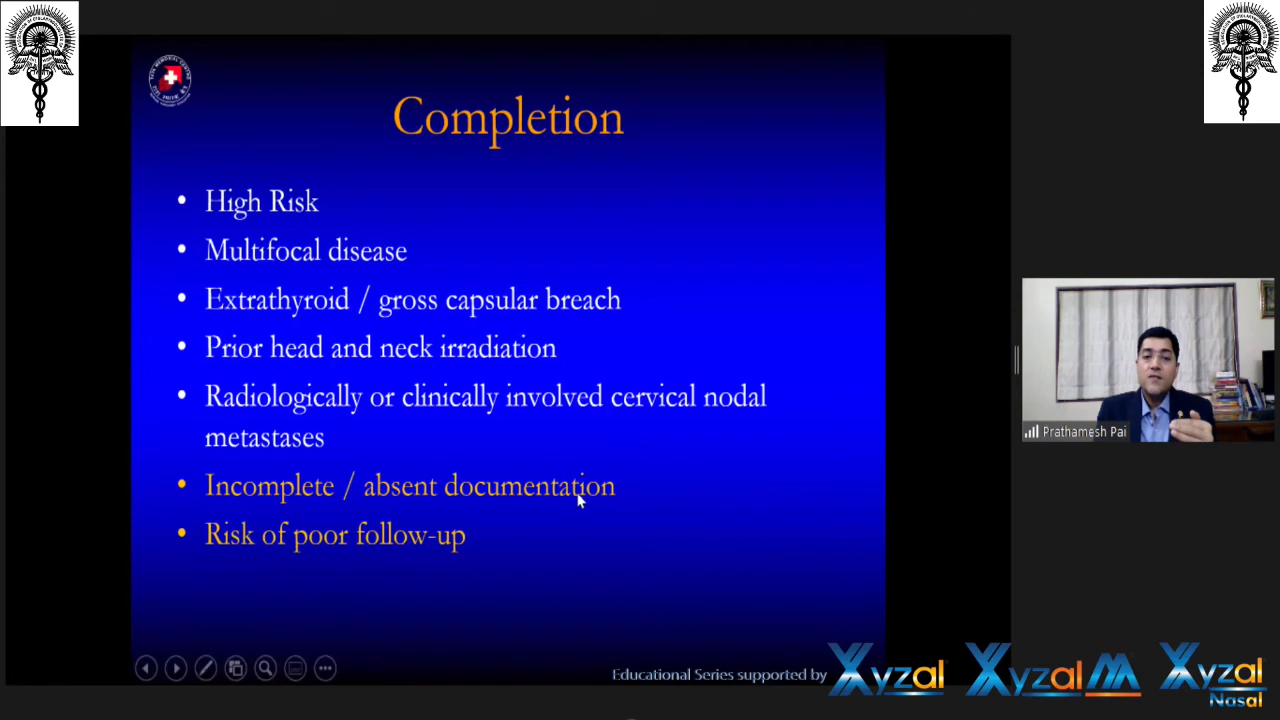 Completion
• High Risk
• Multifocal disease
• Extrathyroid / gross capsular breach
• Prior head and neck irradiation
• Radiologically or clinically involved cervical nodal
metastases
• Incomplete / absent documentation
• Risk of poor follow-up
Prathamesh Pai
Educational Series supported by
Xyzal
Xyzal M
Xyzal
Nasal